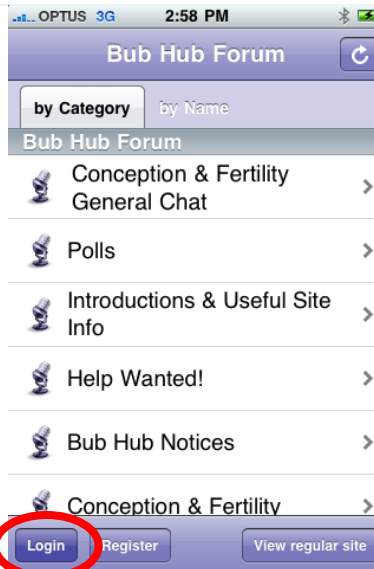 OPTUS 3G 2:58 PM
Bub Hub Forum
by Category by Name
Bub Hub Forum
Conception & Fertility
General Chat
Polls
Introductions & Useful Site
Info
Help Wanted!
Bub Hub Notices
Conception & Fertility
Login Register View regular site